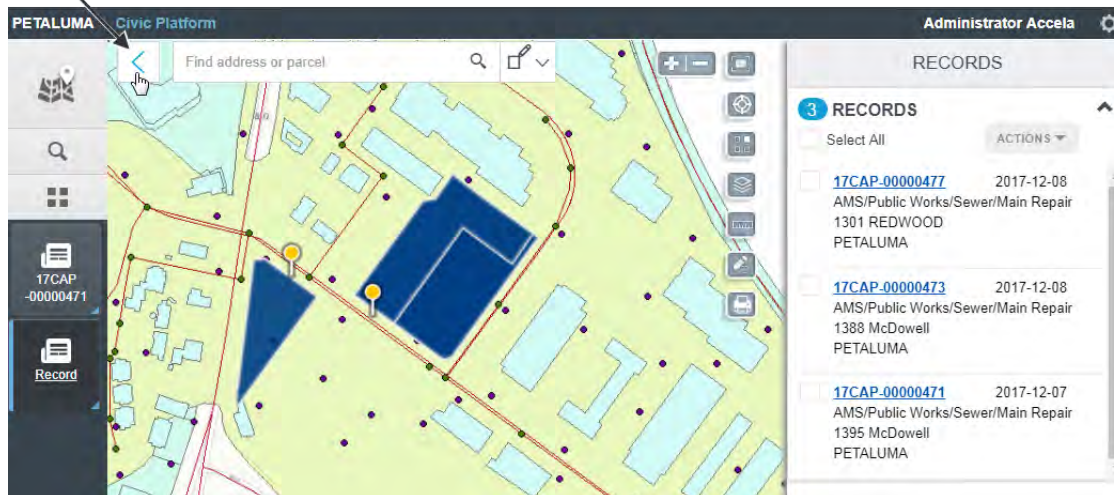 PETALUMA Civic Platform Administrator Accela
Find address or parcel
17CAP
-00000471
Record
RECORDS
3 RECORDS
Select All ACTIONS
17CAP-00000477 2017-12-08
AMS/Public Works/Sewer/Main Repair
1301 REDWOOD
PETALUMA
17CAP-00000473 2017-12-08
AMS/Public Works/Sewer/Main Repair
1388 McDowell
PETALUMA
17CAP-00000471 2017-12-07
AMS/Public Works/Sewer/Main Repair
1395 McDowell
PETALUMA